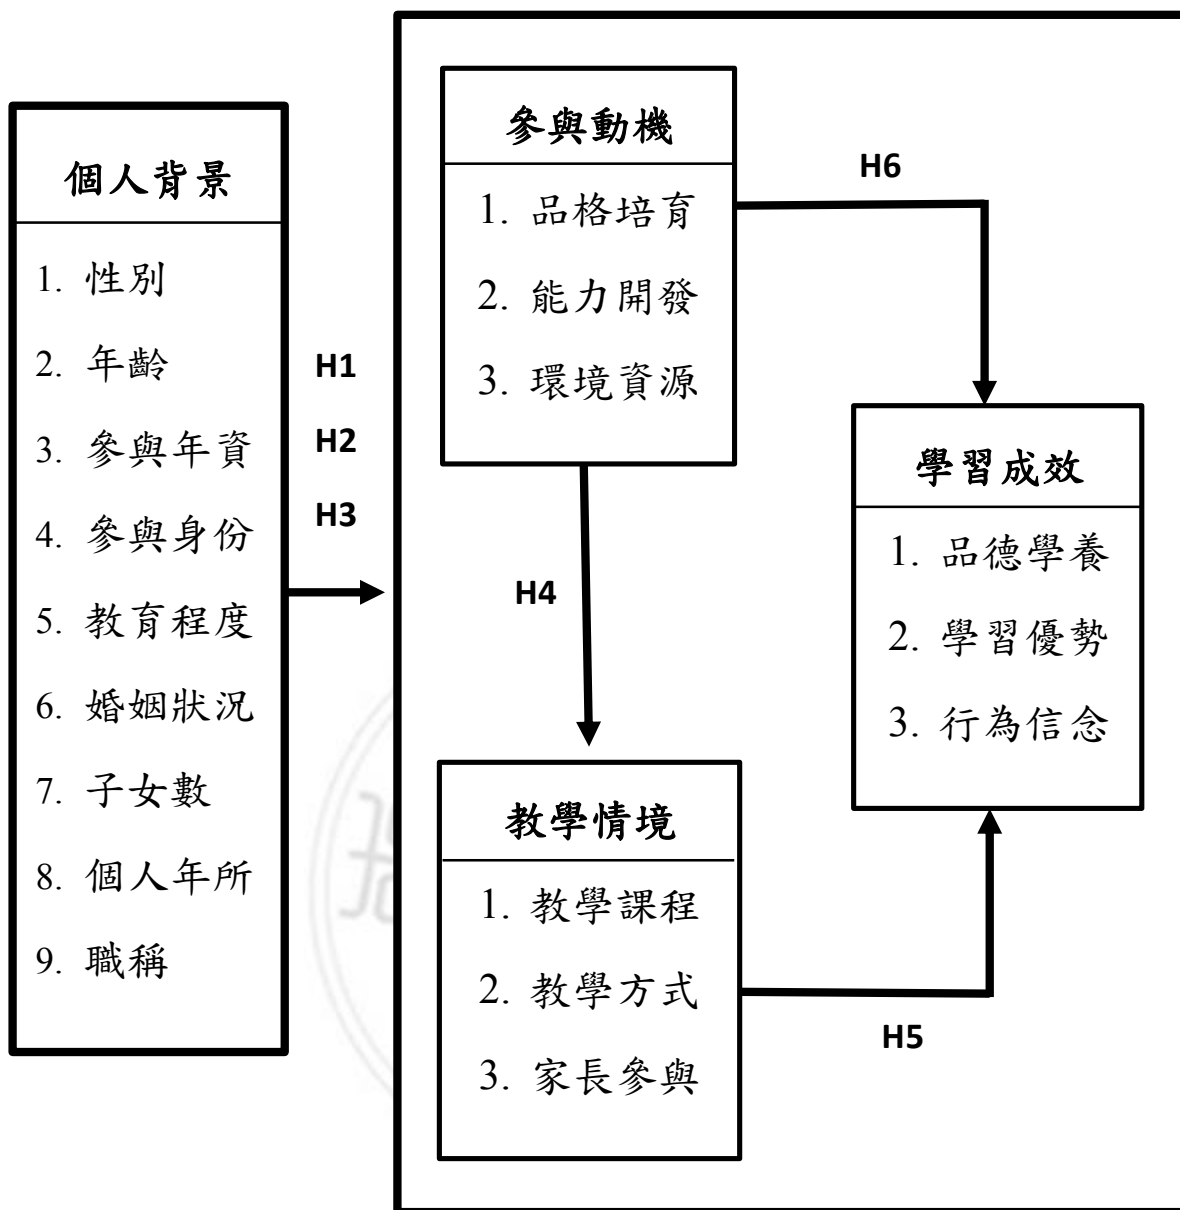 個人背景
1. 性別
2. 年齡
3. 參與年資
4. 參與身份
5. 教育程度
6. 婚姻狀況
7. 子女數
8. 個人年所
9. 職稱
H1
H2
H3
參與動機
1. 品格培育
2. 能力開發
3. 環境資源
H6
H4
學習成效
1. 品德學養
2. 學習優勢
3. 行為信念
教學情境
1. 教學課程
2. 教學方式
3. 家長參與
H5